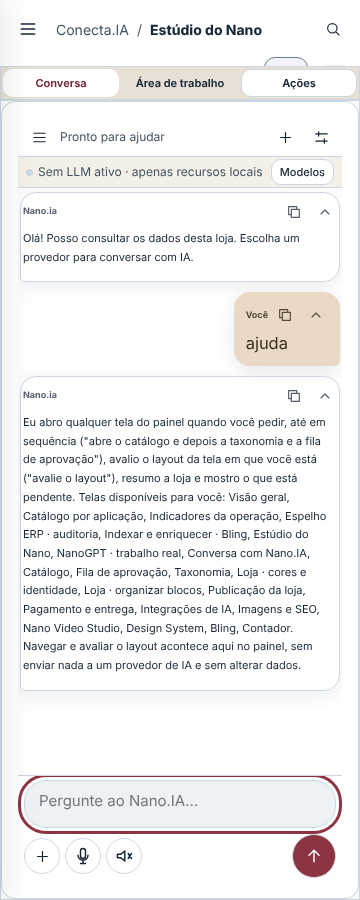 Conecta.IA / Estúdio do Nano
Conversa Área de trabalho Ações
Pronto para ajudar
Sem LLM ativo · apenas recursos locais Modelos
Nano.ia
Olá! Posso consultar os dados desta loja. Escolha um
provedor para conversar com IA.
Você
ajuda
Nano.ia
Eu abro qualquer tela do painel quando você pedir, até em
sequência ("abre o catálogo e depois a taxonomia e a fila
de aprovação"), avalio o layout da tela em que você está
("avalie o layout"), resumo a loja e mostro o que está
pendente. Telas disponíveis para você: Visão geral,
Catálogo por aplicação, Indicadores da operação, Espelho
ERP · auditoria, Indexar e enriquecer · Bling, Estúdio do
Nano, NanoGPT · trabalho real, Conversa com Nano.IA,
Catálogo, Fila de aprovação, Taxonomia, Loja · cores e
identidade, Loja · organizar blocos, Publicação da loja,
Pagamento e entrega, Integrações de IA, Imagens e SEO,
Nano Video Studio, Design System, Bling, Contador.
Navegar e avaliar o layout acontece aqui no painel, sem
enviar nada a um provedor de IA e sem alterar dados.
Pergunte ao Nano.IA...